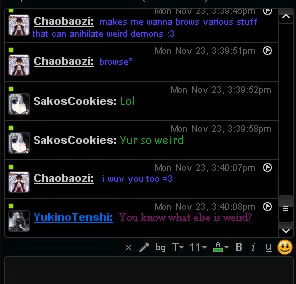 Mon Nov 23, 3:39:46pm
Chaobaozi: makes me wanna brows various stuff
that can anihilate weird demons :3
Mon Nov 23, 3:39:51pm
Chaobaozi: browse*
Mon Nov 23, 3:39:52pm
SakosCookies: Lol
Mon Nov 23, 3:39:58pm
SakosCookies: Yur so weird
Mon Nov 23, 3:40:07pm
Chaobaozi: i wuv you too =3
Mon Nov 23, 3:40:08pm
YukinoTenshi: You know what else is weird?
× bg T 11 A B i u